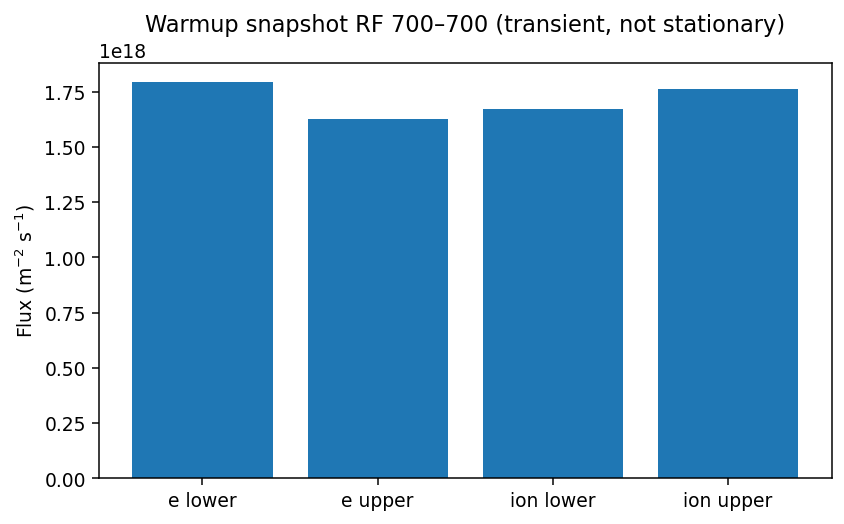 Warmup snapshot RF 700–700 (transient, not stationary)
1e18
1.75
1.50
1.25
1.00
0.75
0.50
0.25
0.00
Flux (m⁻² s⁻¹)
e lower
e upper
ion lower
ion upper